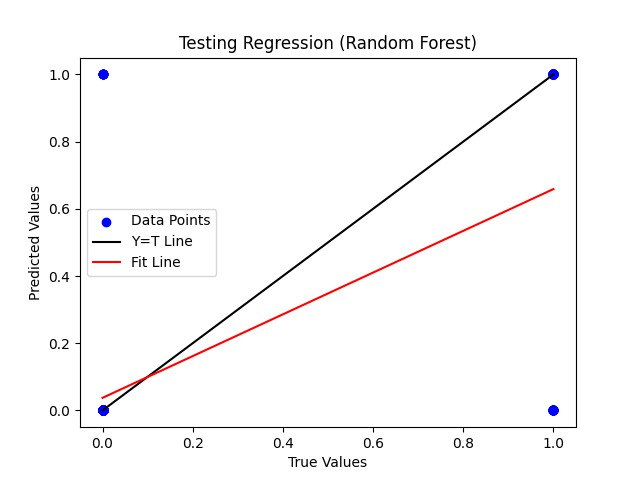 Testing Regression (Random Forest)
Predicted Values
1.0
0.8
0.6
0.4
0.2
0.0
Data Points
Y=T Line
Fit Line
0.0 0.2 0.4 0.6 0.8 1.0
True Values